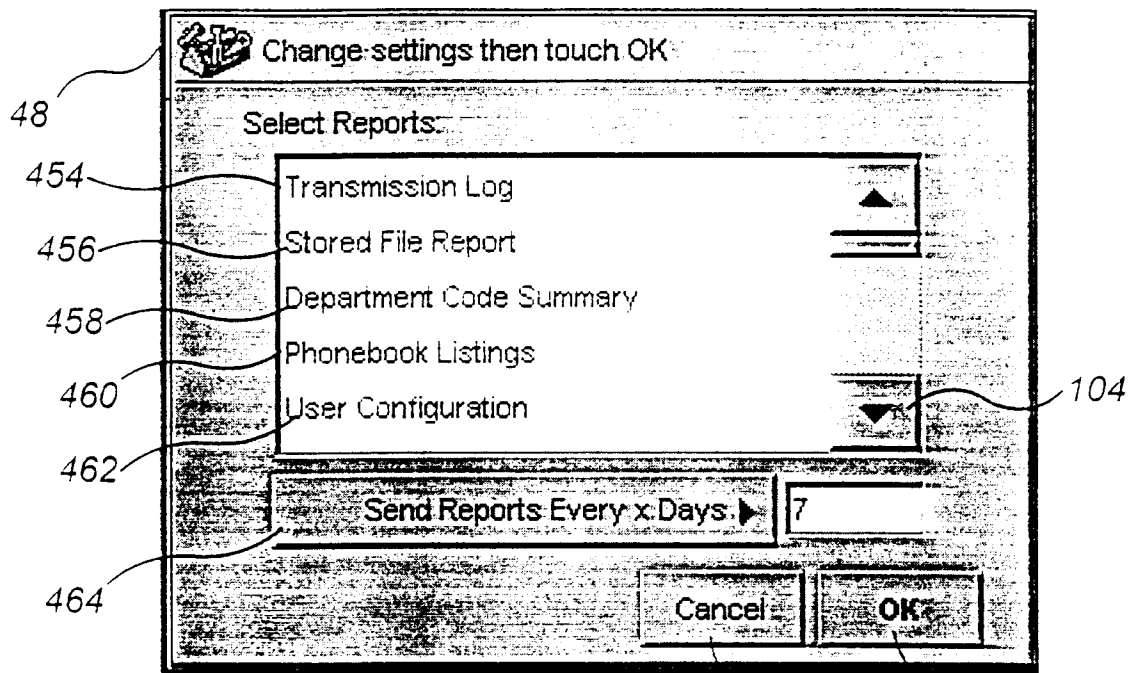 Change settings then touch OK
48
Select Reports:
454
Transmission Log
456
Stored File Report
458
Department Code Summary
460
Phonebook Listings
104
462
User Configuration
464
Send Reports Every x Days
7
Cancel
OK